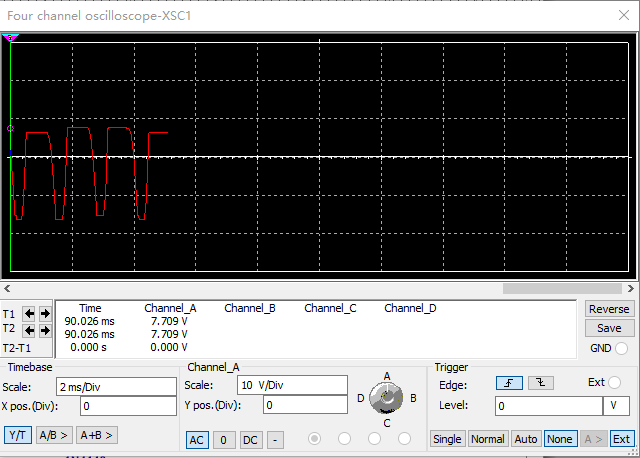 Four channel oscilloscope-XSC1
Time Channel_A Channel_B Channel_C Channel_D
T1 90.026 ms 7.709 V
T2 90.026 ms 7.709 V
T2-T1 0.000 s 0.000 V
Reverse
Save
GND
Timebase
Scale: 2 ms/Div
X pos.(Div): 0
Y/T A/B > A+B >
Channel_A
Scale: 10 V/Div
Y pos.(Div): 0
AC 0 DC -
A
D B
C
Trigger
Edge: Ext
Level: 0 V
Single Normal Auto None A > Ext